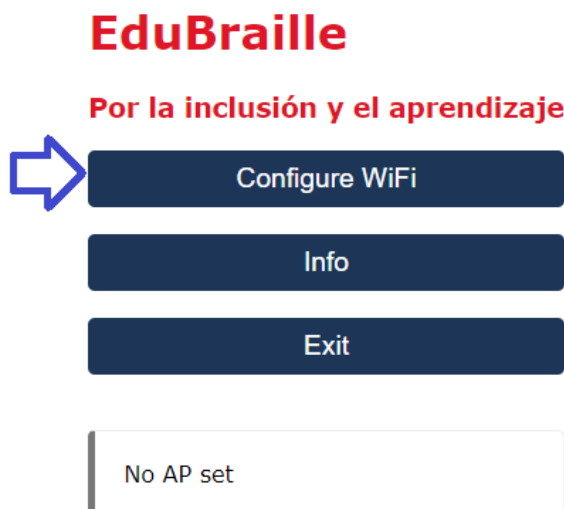 EduBraille
Por la inclusión y el aprendizaje
Configure WiFi
Info
Exit
No AP set